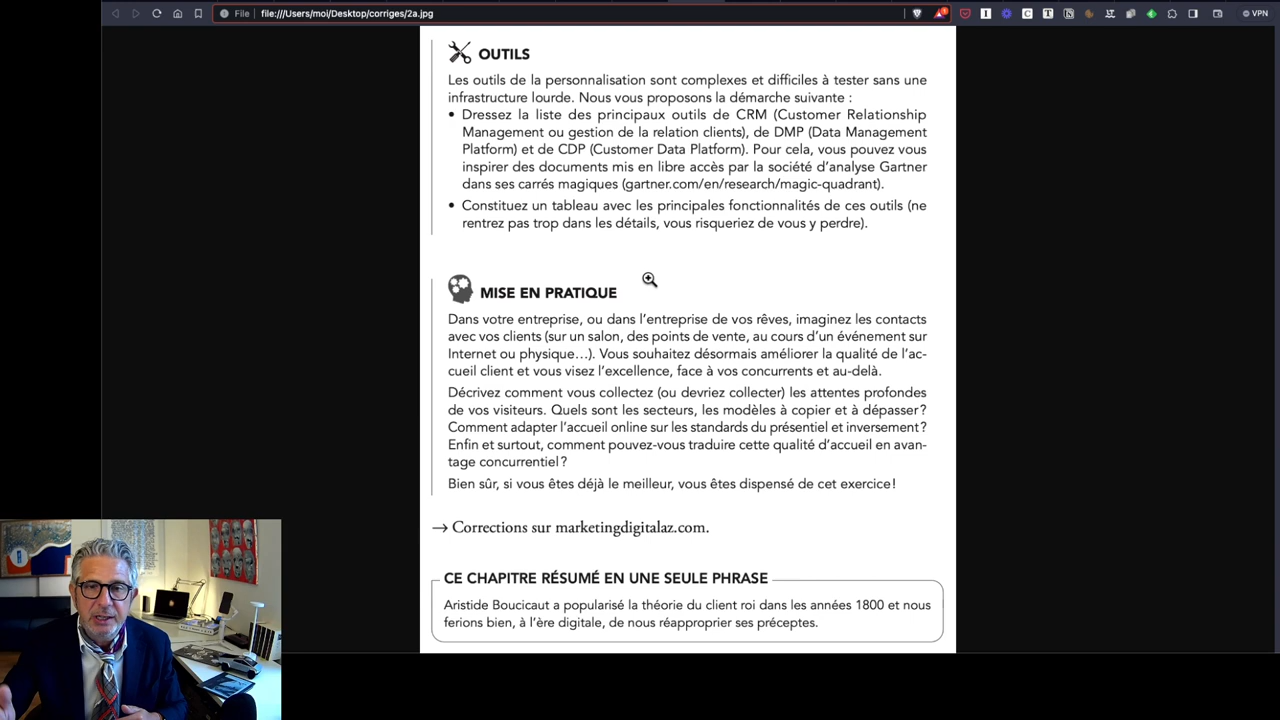 File
file:///Users/moi/Desktop/corriges/2a.jpg
VPN
OUTILS
Les outils de la personnalisation sont complexes et difficiles à tester sans une
infrastructure lourde. Nous vous proposons la démarche suivante :
• Dressez la liste des principaux outils de CRM (Customer Relationship
Management ou gestion de la relation clients), de DMP (Data Management
Platform) et de CDP (Customer Data Platform). Pour cela, vous pouvez vous
inspirer des documents mis en libre accès par la société d'analyse Gartner
dans ses carrés magiques (gartner.com/en/research/magic-quadrant).
• Constituez un tableau avec les principales fonctionnalités de ces outils (ne
rentrez pas trop dans les détails, vous risqueriez de vous y perdre).
MISE EN PRATIQUE
Dans votre entreprise, ou dans l'entreprise de vos rêves, imaginez les contacts
avec vos clients (sur un salon, des points de vente, au cours d'un événement sur
Internet ou physique…). Vous souhaitez désormais améliorer la qualité de l'ac-
cueil client et vous visez l'excellence, face à vos concurrents et au-delà.
Décrivez comment vous collectez (ou devriez collecter) les attentes profondes
de vos visiteurs. Quels sont les secteurs, les modèles à copier et à dépasser ?
Comment adapter l'accueil online sur les standards du présentiel et inversement ?
Enfin et surtout, comment pouvez-vous traduire cette qualité d'accueil en avan-
tage concurrentiel ?
Bien sûr, si vous êtes déjà le meilleur, vous êtes dispensé de cet exercice !
→ Corrections sur marketingdigitalaz.com.
CE CHAPITRE RÉSUMÉ EN UNE SEULE PHRASE
Aristide Boucicaut a popularisé la théorie du client roi dans les années 1800 et nous
ferions bien, à l'ère digitale, de nous réapproprier ses préceptes.